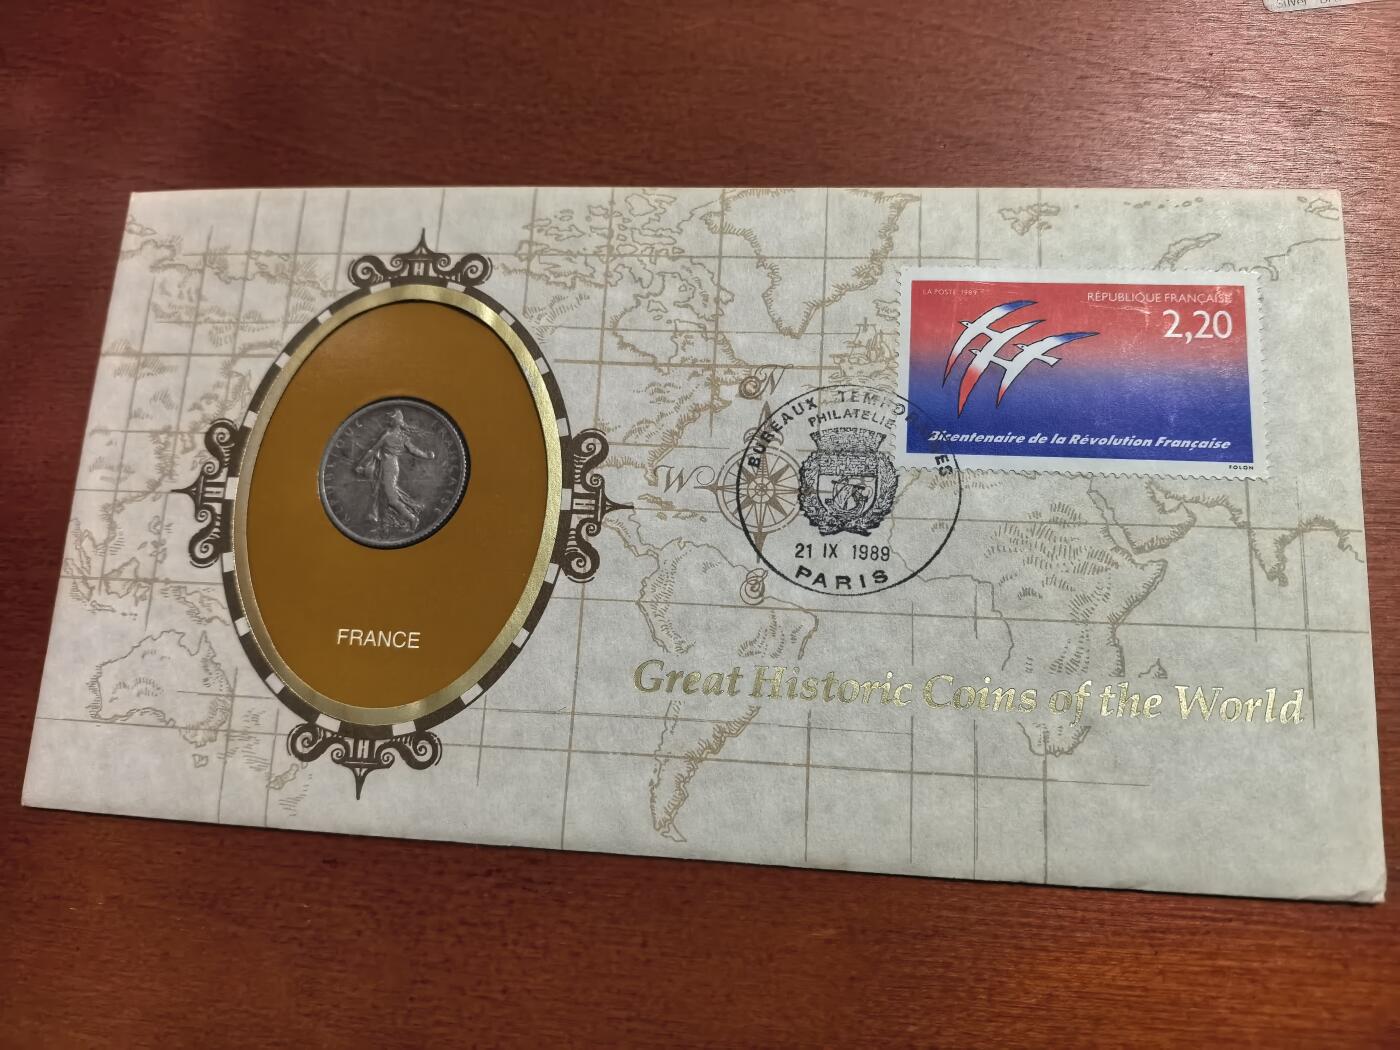 LA POSTE 1989
RÉPUBLIQUE FRANÇAISE
2,20
Bicentenaire de la Révolution Française
FOLON
N
W
BUREAUX TEMPORAIRES
PHILATELIE
21 IX 1989
PARIS
FRANCE
Great Historic Coins of the World